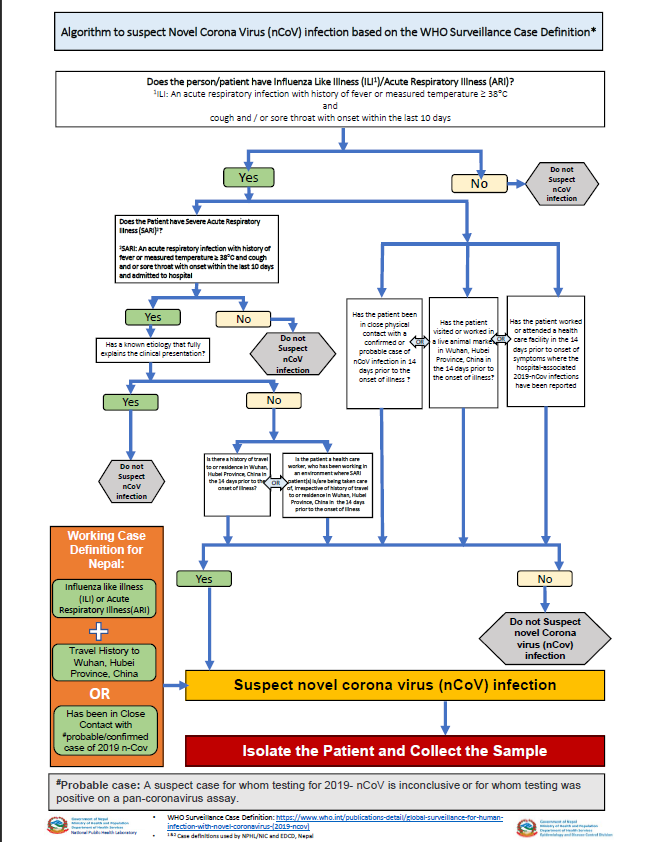 Algorithm to suspect Novel Corona Virus (nCoV) infection based on the WHO Surveillance Case Definition*
Does the person/patient have Influenza Like Illness (ILI¹)/Acute Respiratory Illness (ARI)?
¹ILI: An acute respiratory infection with history of fever or measured temperature ≥ 38°C
and
cough and / or sore throat with onset within the last 10 days
Yes
No
Do not
Suspect
nCoV
infection
Does the Patient have Severe Acute Respiratory
Illness (SARI)²?
²SARI: An acute respiratory infection with history of
fever or measured temperature ≥ 38°C and cough
and or sore throat with onset within the last 10 days
and admitted to hospital
Yes
No
Do not
Suspect
nCoV
infection
Has a known etiology that fully
explains the clinical presentation?
Yes
No
Do not
Suspect
nCoV
infection
Is there a history of travel
to or residence in Wuhan,
Hubei Province, China in
the 14 days prior to the
onset of illness?
OR
Is the patient a health care
worker, who has been working in
an environment where SARI
patient(s) is/are being taken care
of, irrespective of history of travel
to or residence in Wuhan, Hubei
Province, China in the 14 days
prior to the onset of illness
Has the patient been
in close physical
contact with a
confirmed or
probable case of
nCoV infection in 14
days prior to the
onset of illness ?
OR
Has the patient
visited or worked in
a live animal market
in Wuhan, Hubei
Province, China in
the 14 days prior to
the onset of illness?
OR
Has the patient worked
or attended a health
care facility in the 14
days prior to onset of
symptoms where the
hospital-associated
2019-nCov infections
have been reported
Yes
No
Do not Suspect
novel Corona
virus (nCov)
infection
Working Case
Definition for
Nepal:
Influenza like illness
(ILI) or Acute
Respiratory Illness(ARI)
+
Travel History to
Wuhan, Hubei
Province, China
OR
Has been in Close
Contact with
#probable/confirmed
case of 2019 n-Cov
Suspect novel corona virus (nCoV) infection
Isolate the Patient and Collect the Sample
#Probable case: A suspect case for whom testing for 2019- nCoV is inconclusive or for whom testing was
positive on a pan-coronavirus assay.
Government of Nepal
Ministry of Health and Population
Department of Health Services
National Public Health Laboratory
• WHO Surveillance Case Definition: https://www.who.int/publications-detail/global-surveillance-for-human-
infection-with-novel-coronavirus-(2019-ncov)
• ¹&² Case definitions used by NPHL/NIC and EDCD, Nepal
Government of Nepal
Ministry of Health and Population
Department of Health Services
Epidemiology and Disease Control Division